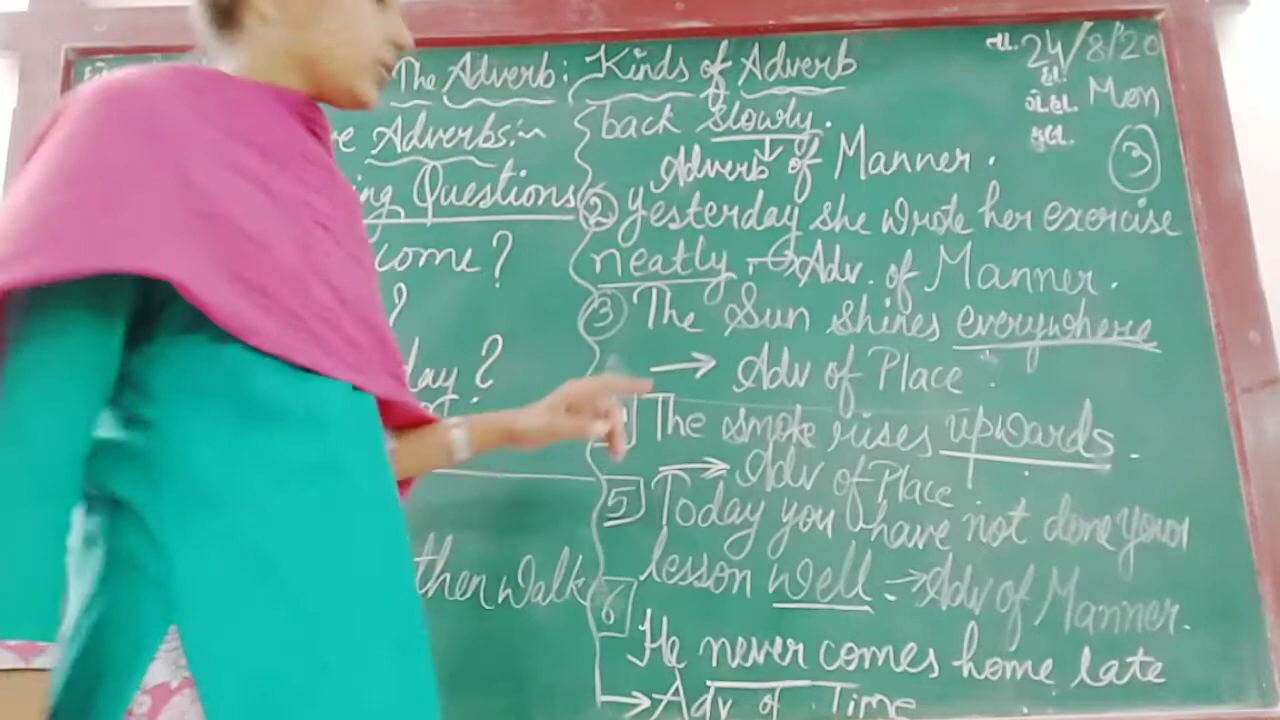 The Adverb: Kinds of Adverb
તા. 24/8/20
Mon
3
Adverbs:~
Questions
come?
?
day?
then walk
back slowly.
Adverb of Manner.
2 yesterday she wrote her exercise
neatly. → Adv. of Manner.
3 The Sun shines everywhere
→ Adv of Place.
The smoke rises upwards.
→ Adv of Place
5 Today you have not done your
lesson well → Adv of Manner.
6
He never comes home late
→ Adv of Time